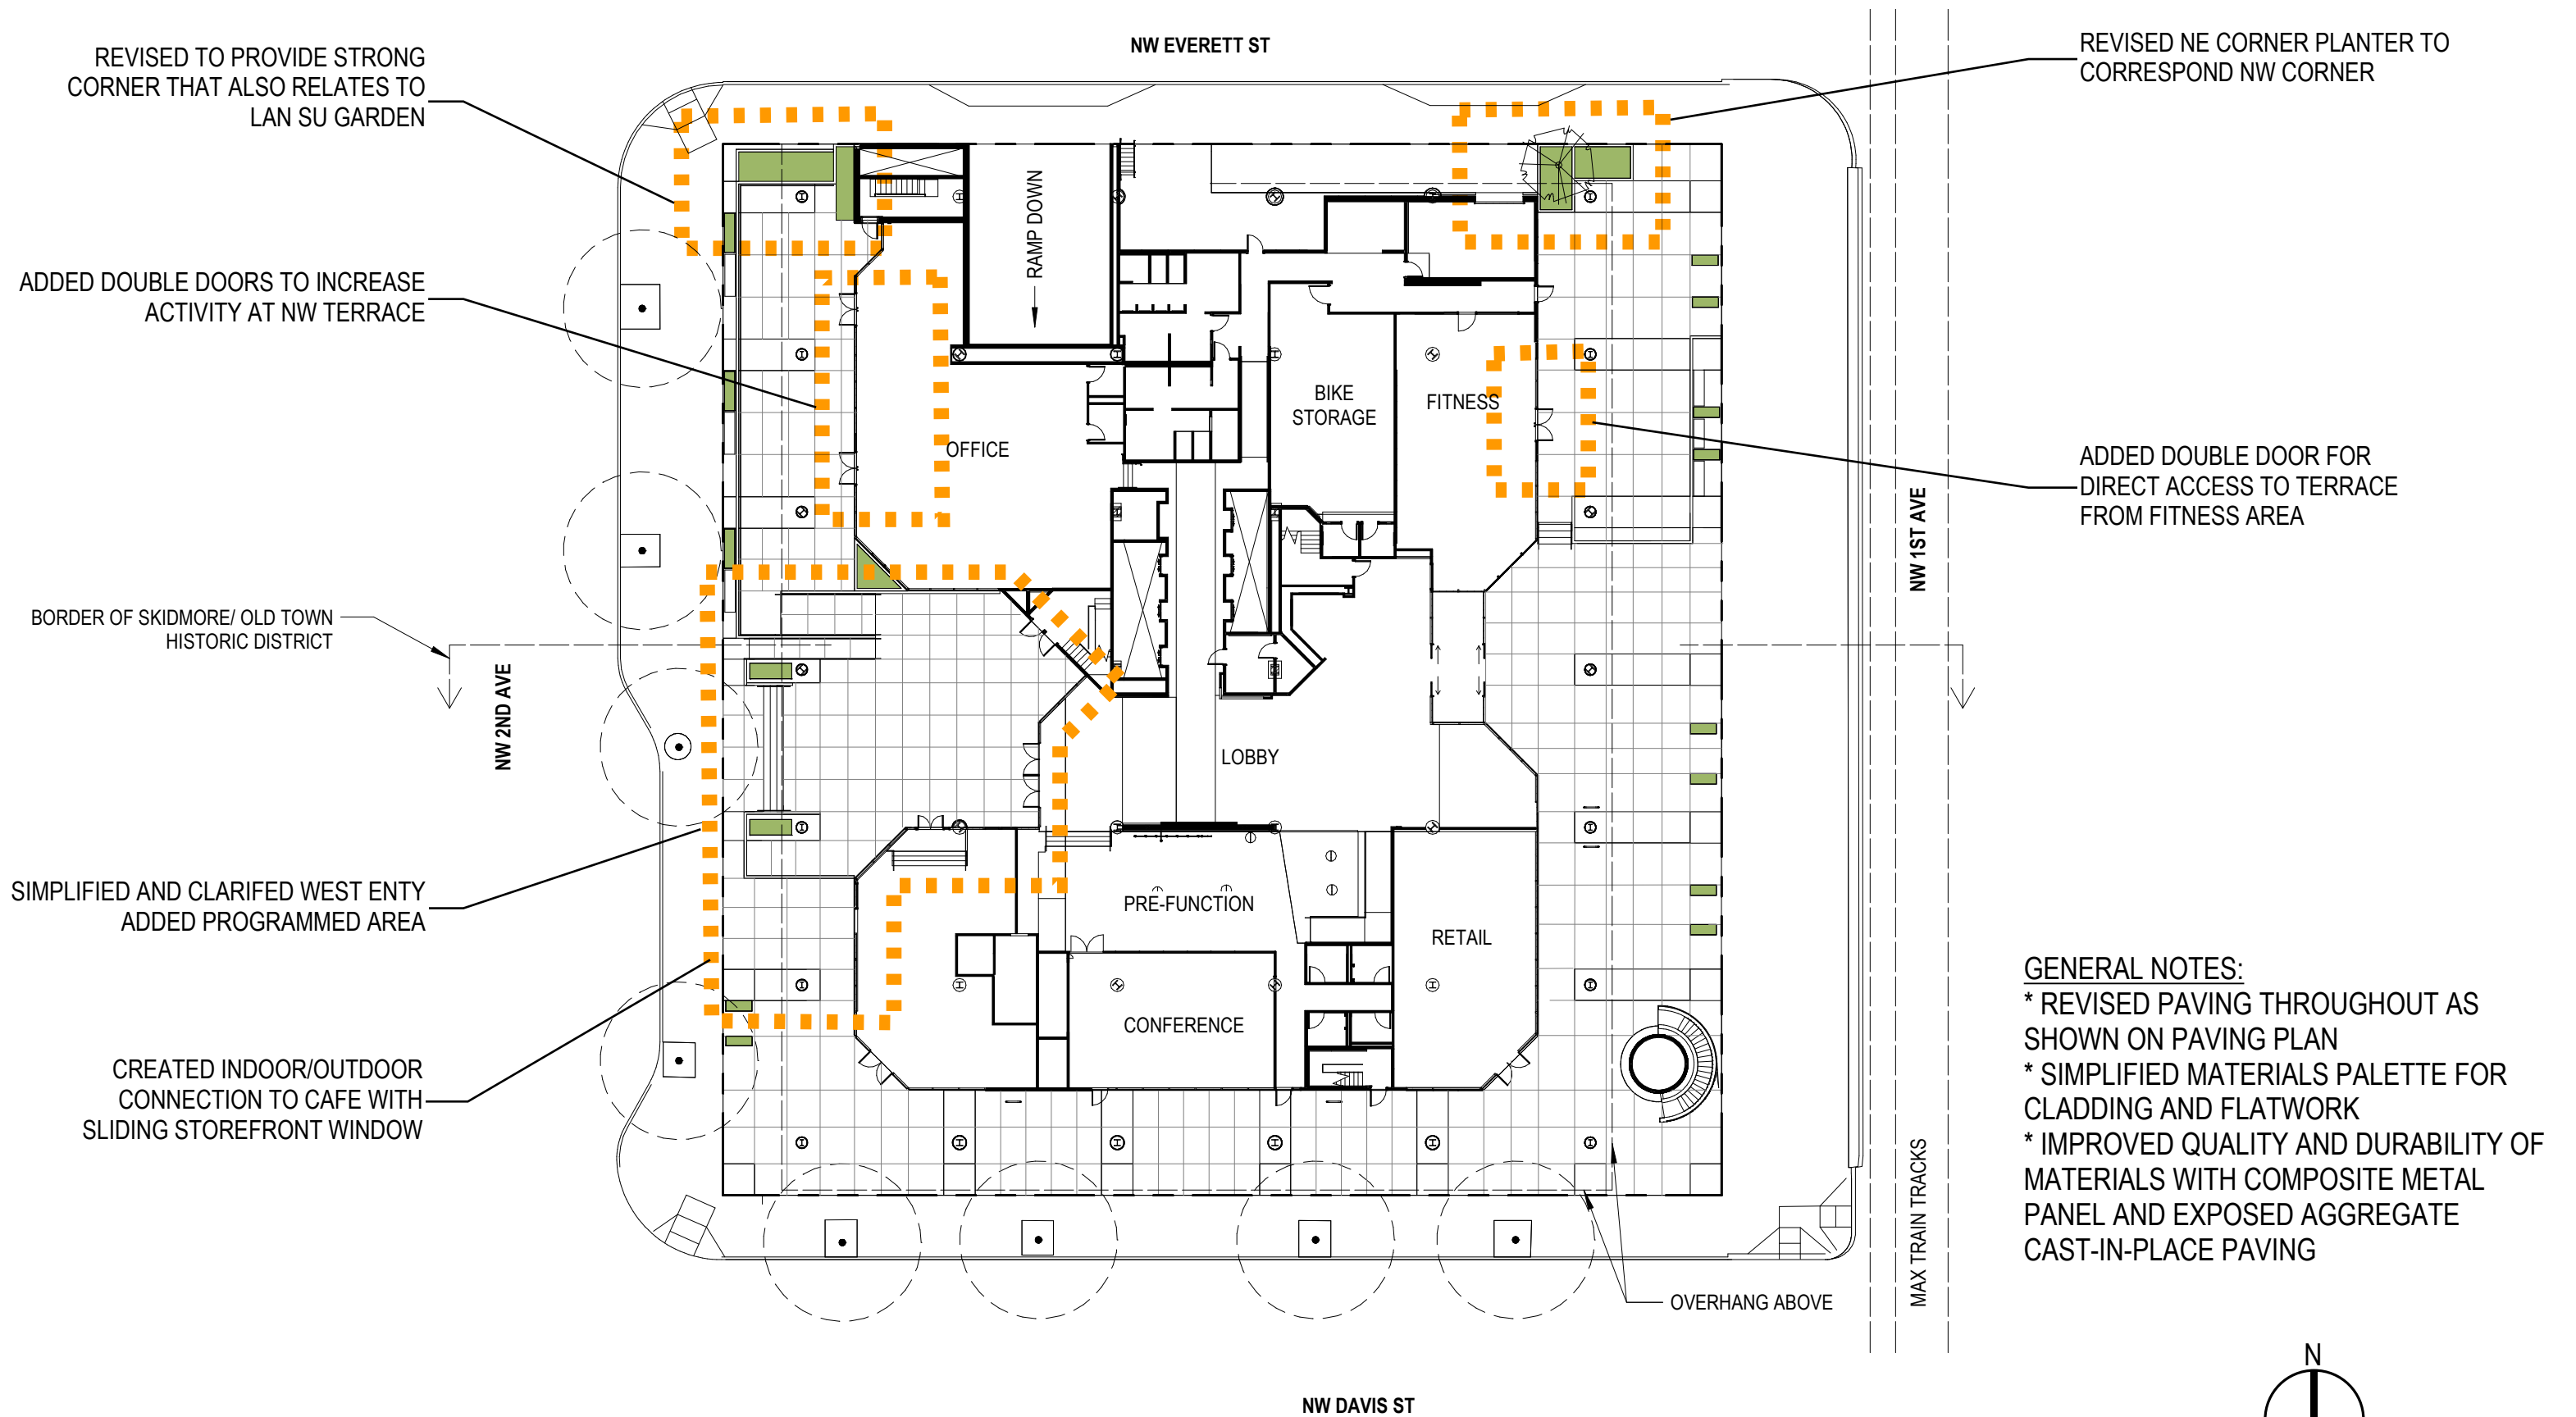 NW EVERETT ST
REVISED TO PROVIDE STRONG
CORNER THAT ALSO RELATES TO
LAN SU GARDEN
REVISED NE CORNER PLANTER TO
CORRESPOND NW CORNER
ADDED DOUBLE DOORS TO INCREASE
ACTIVITY AT NW TERRACE
RAMP DOWN
OFFICE
BIKE
STORAGE
FITNESS
ADDED DOUBLE DOOR FOR
DIRECT ACCESS TO TERRACE
FROM FITNESS AREA
NW 1ST AVE
BORDER OF SKIDMORE/ OLD TOWN
HISTORIC DISTRICT
NW 2ND AVE
LOBBY
SIMPLIFIED AND CLARIFED WEST ENTY
ADDED PROGRAMMED AREA
PRE-FUNCTION
RETAIL
CONFERENCE
CREATED INDOOR/OUTDOOR
CONNECTION TO CAFE WITH
SLIDING STOREFRONT WINDOW
GENERAL NOTES:
* REVISED PAVING THROUGHOUT AS
SHOWN ON PAVING PLAN
* SIMPLIFIED MATERIALS PALETTE FOR
CLADDING AND FLATWORK
* IMPROVED QUALITY AND DURABILITY OF
MATERIALS WITH COMPOSITE METAL
PANEL AND EXPOSED AGGREGATE
CAST-IN-PLACE PAVING
MAX TRAIN TRACKS
OVERHANG ABOVE
N
NW DAVIS ST